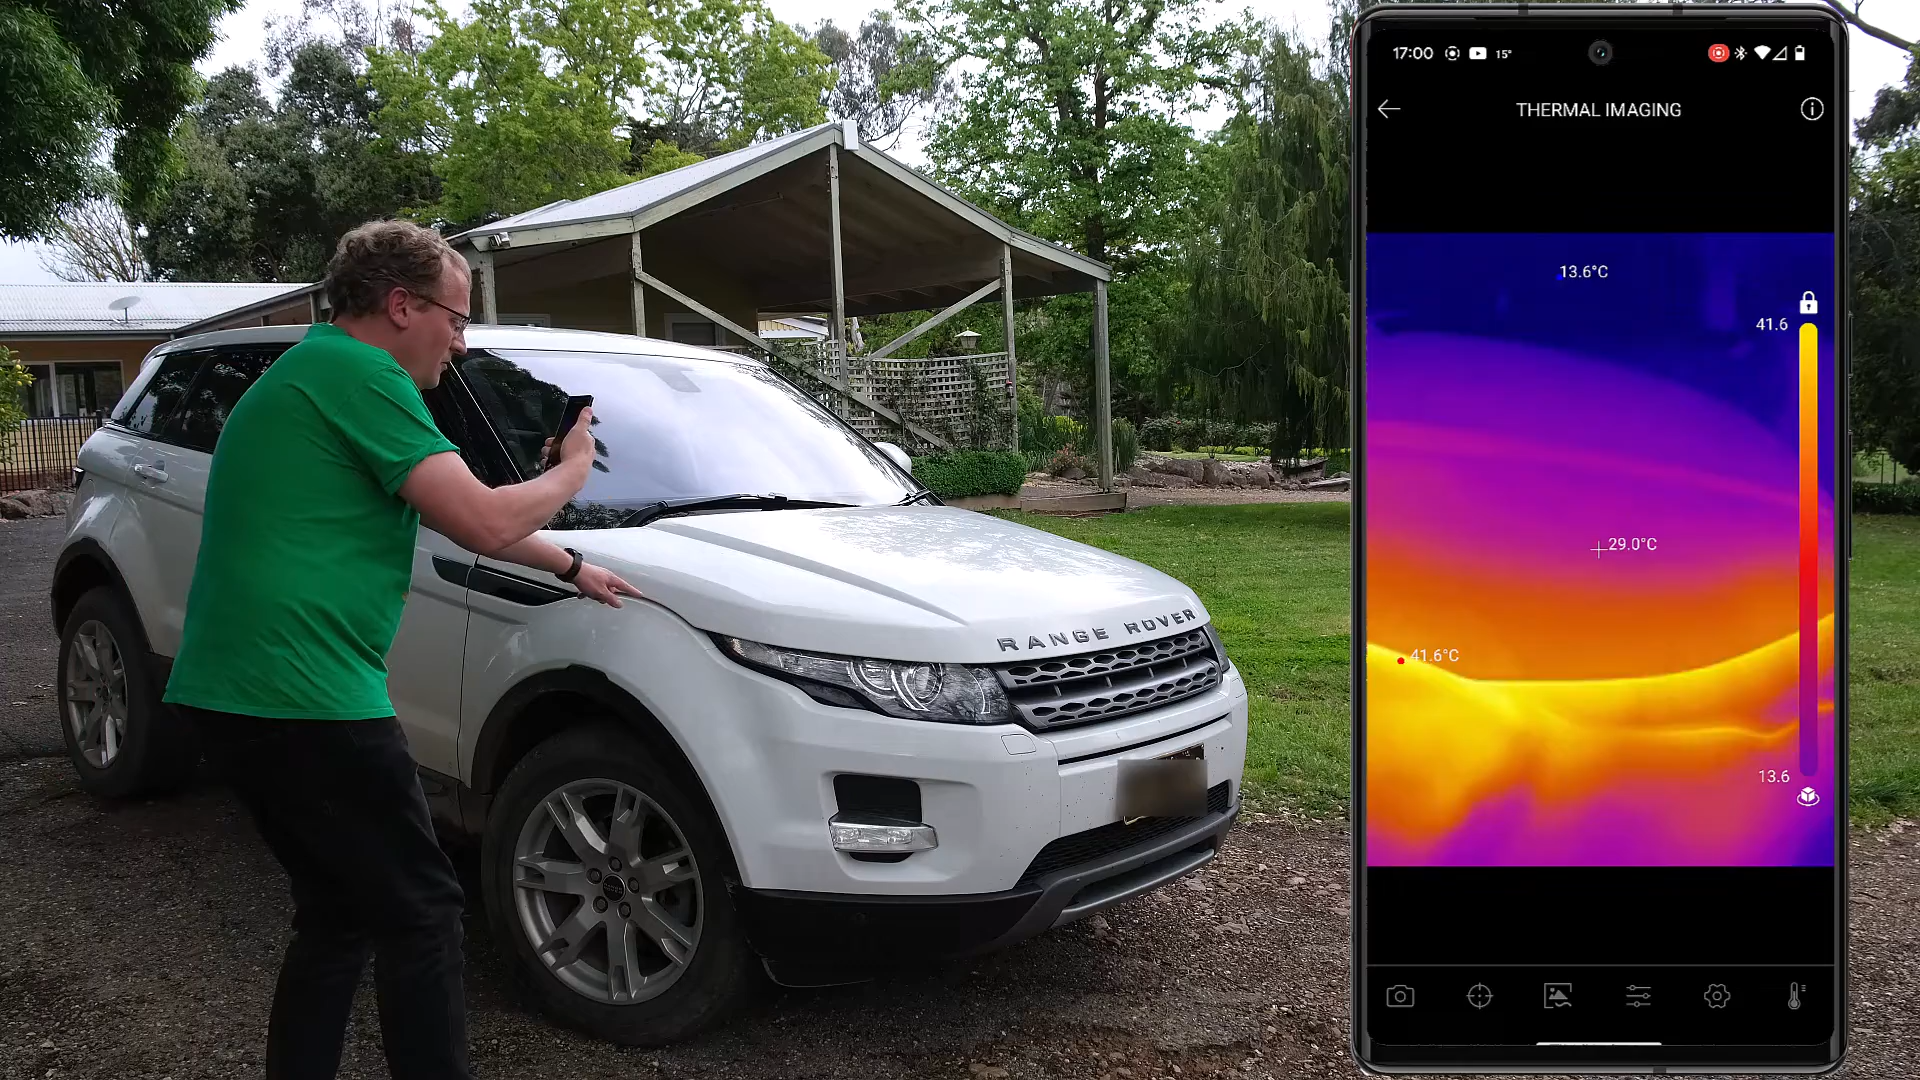 RANGE ROVER
17:00 15°
THERMAL IMAGING
13.6°C
41.6
29.0°C
41.6°C
13.6